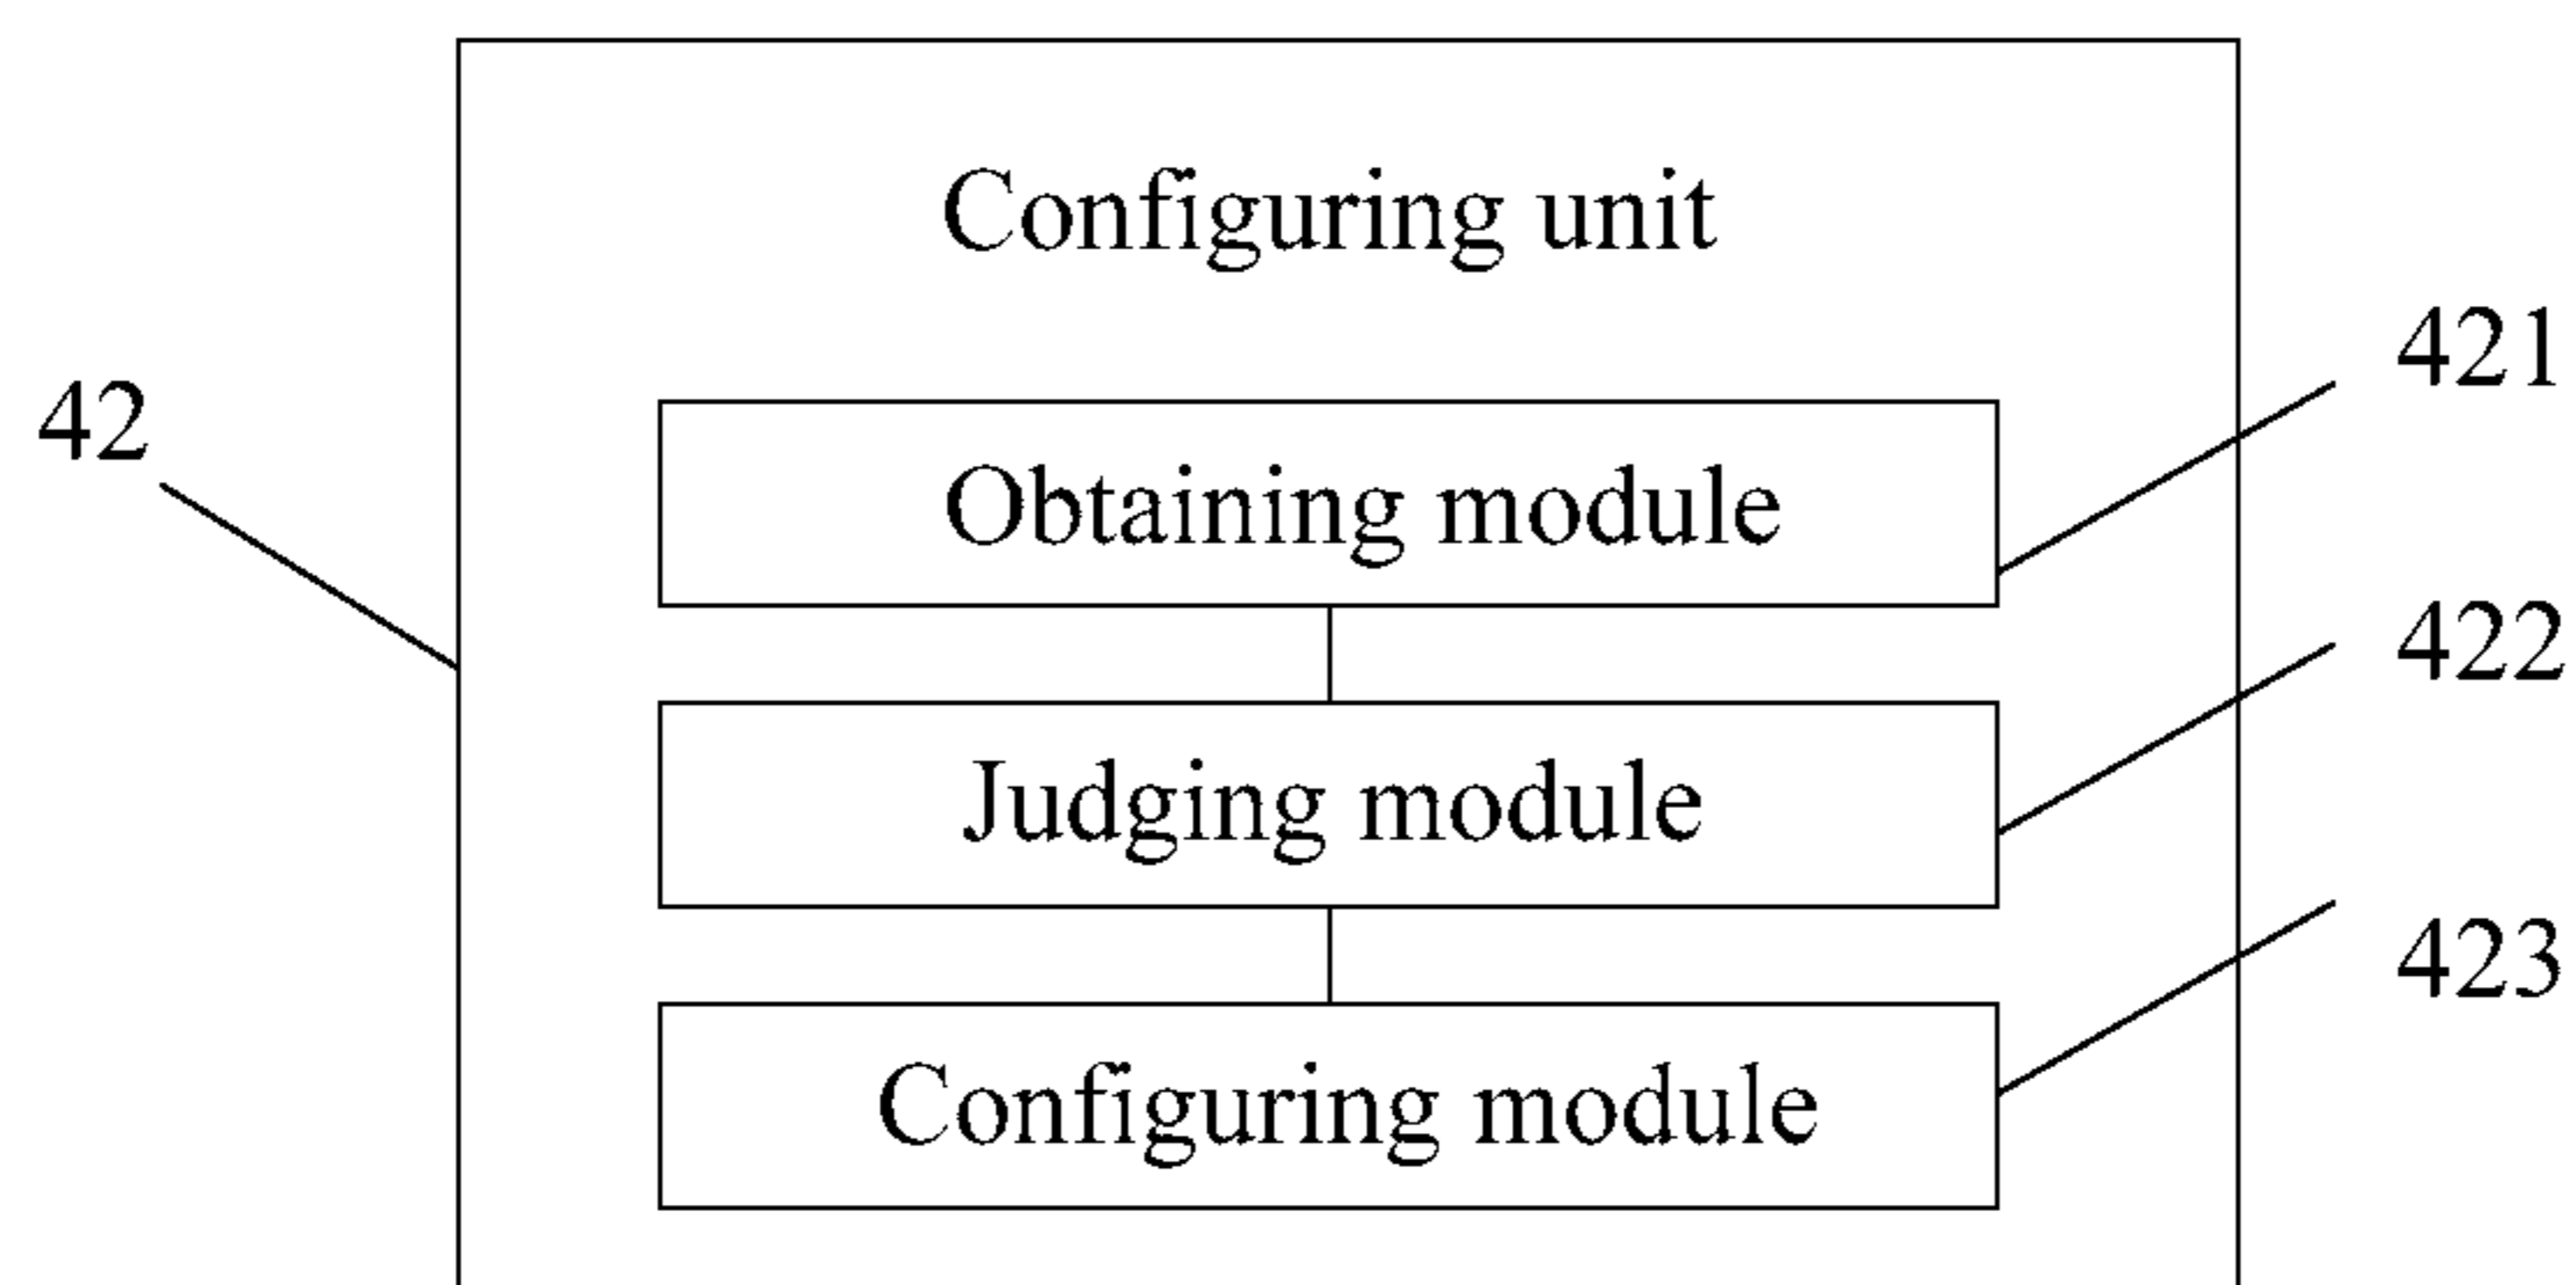 Configuring unit
421
42
Obtaining module
422
Judging module
423
Configuring module